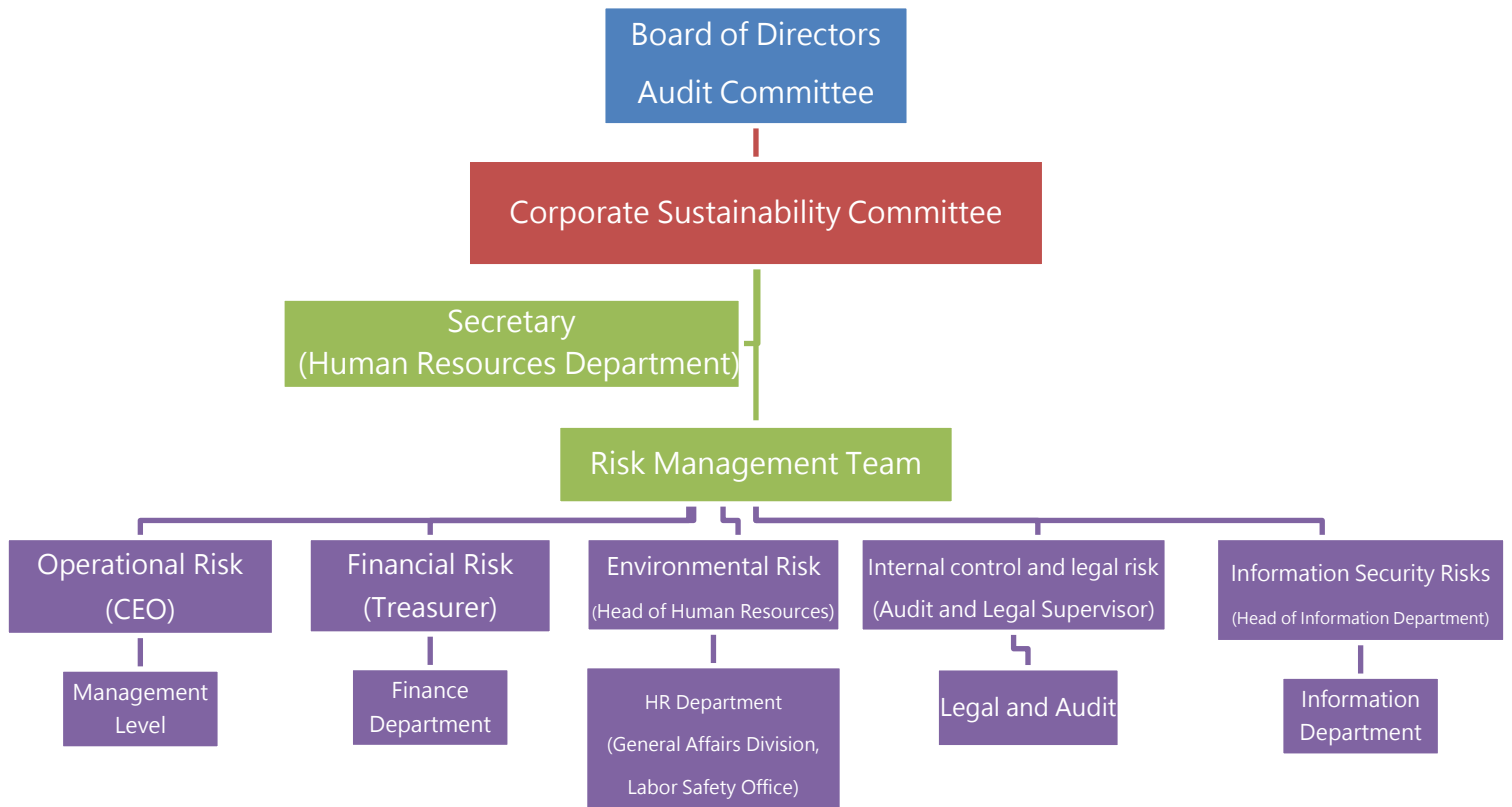 Board of Directors
Audit Committee
Corporate Sustainability Committee
Secretary
(Human Resources Department)
Risk Management Team
Operational Risk
(CEO)
Financial Risk
(Treasurer)
Environmental Risk
(Head of Human Resources)
Internal control and legal risk
(Audit and Legal Supervisor)
Information Security Risks
(Head of Information Department)
Management
Level
Finance
Department
HR Department
(General Affairs Division,
Labor Safety Office)
Legal and Audit
Information
Department